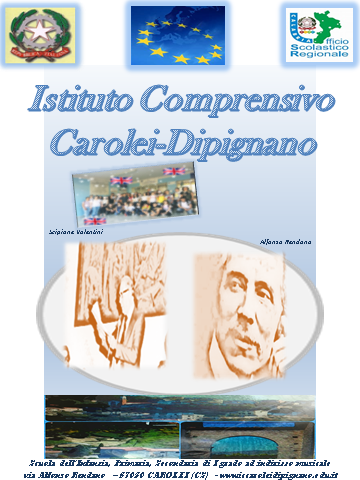 Ufficio
Scolastico
Regionale
Istituto Comprensivo
Carolei-Dipignano
Scipione Valentini
Alfonso Rendano
Scuola dell'Infanzia, Primaria, Secondaria di I grado ad indirizzo musicale
via Alfonso Rendano – 87030 CAROLEI (CS) - www.iccaroleidipignano.edu.it